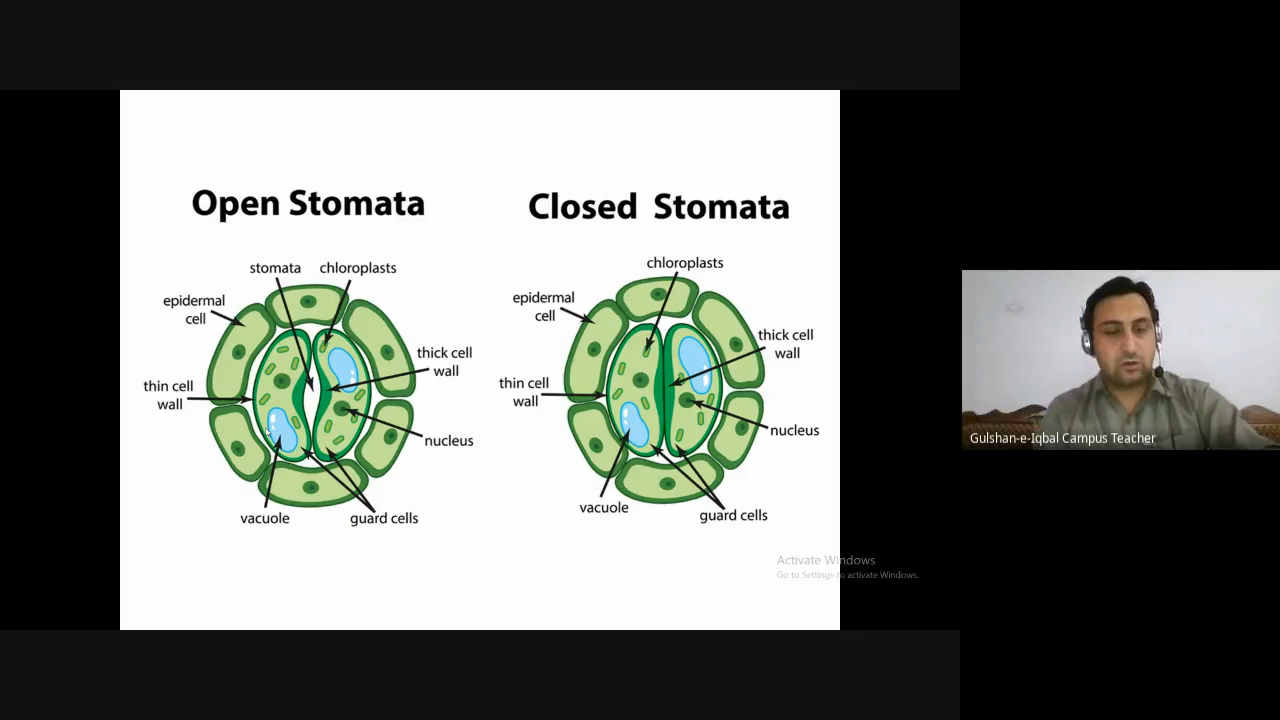 Open Stomata
Closed Stomata
stomata
chloroplasts
epidermal
cell
thick cell
wall
thin cell
wall
nucleus
vacuole
guard cells
chloroplasts
epidermal
cell
thick cell
wall
thin cell
wall
nucleus
vacuole
guard cells
Gulshan-e-Iqbal Campus Teacher
Activate Windows
Go to Settings to activate Windows.